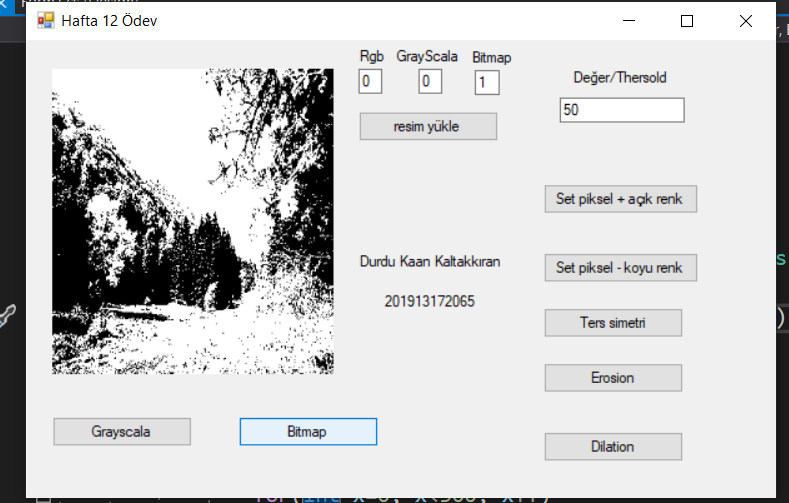 Hafta 12 Ödev
Rgb GrayScala Bitmap
0 0 1
Değer/Thersold
50
resim yükle
Set piksel + açık renk
Durdu Kaan Kaltakkıran
Set piksel - koyu renk
201913172065
Ters simetri
Erosion
Grayscala Bitmap
Dilation